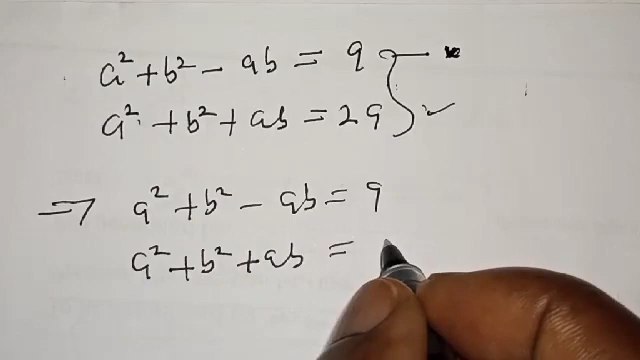 a² + b² - ab = 9
a² + b² + ab = 29
⇒ a² + b² - ab = 9
a² + b² + ab =